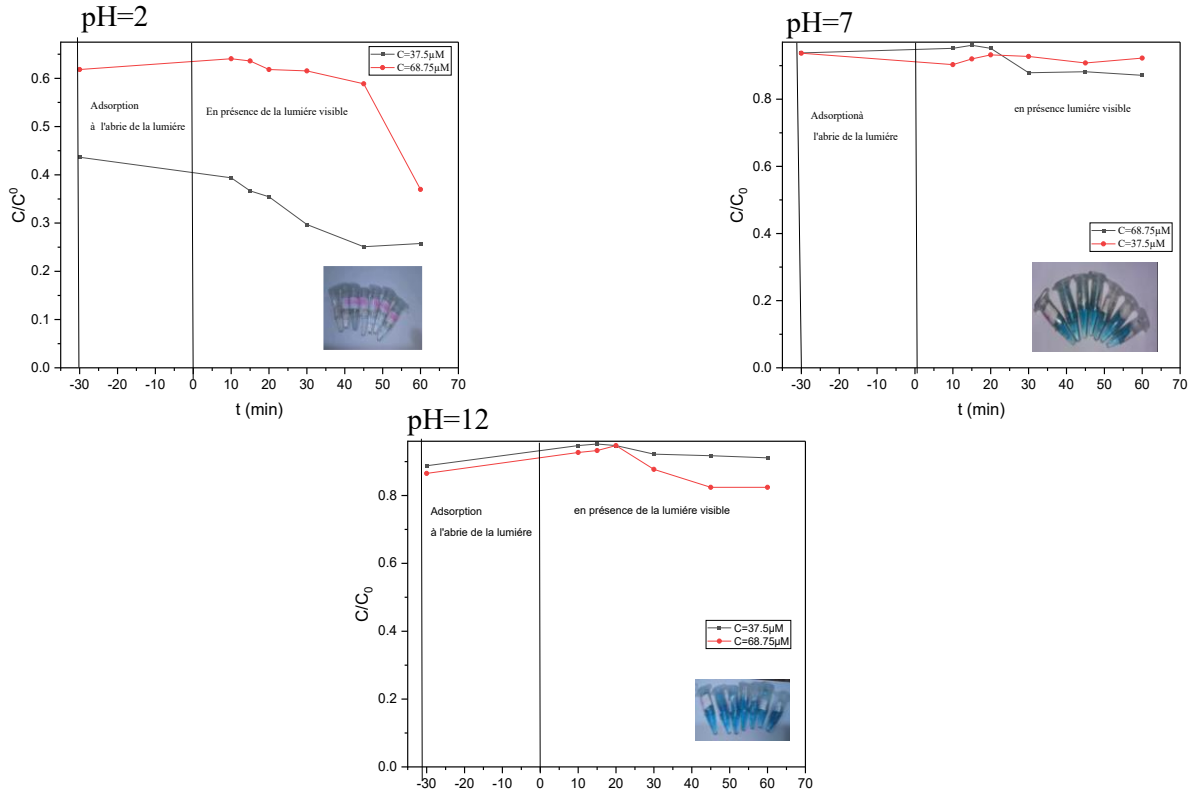 pH=2
C=37.5µM
C=68.75µM
0.6
0.5
0.4
0.3
0.2
0.1
0.0
C/C⁰
Adsorption
à l'abrie de la lumiére
En présence de la lumiére visible
-30 -20 -10 0 10 20 30 40 50 60 70
t (min)
pH=7
0.8
0.6
0.4
0.2
0.0
C/C₀
Adsorptionà
l'abrie de la lumiére
en présence lumiére visible
C=68.75µM
C=37.5µM
-30 -20 -10 0 10 20 30 40 50 60 70
t (min)
pH=12
0.8
0.6
0.4
0.2
0.0
C/C₀
Adsorption
à l'abrie de la lumiére
en présence de la lumiére visible
C=37.5µM
C=68.75µM
-30 -20 -10 0 10 20 30 40 50 60 70
t (min)